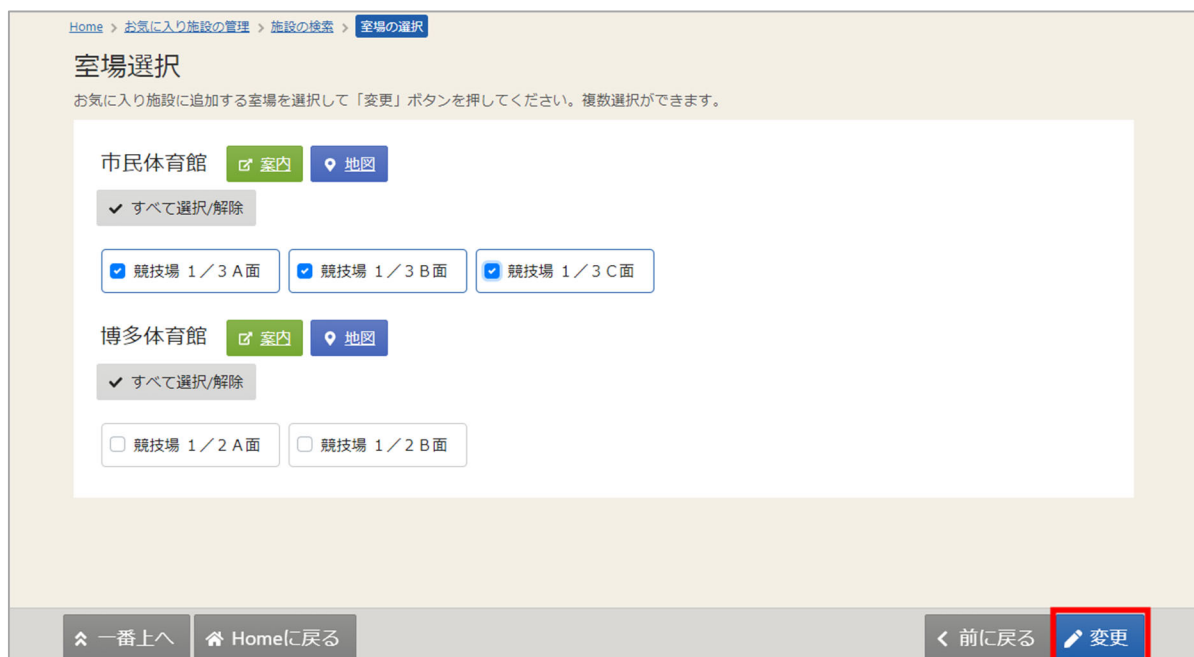 Home > お気に入り施設の管理 > 施設の検索 > 室場の選択
室場選択
お気に入り施設に追加する室場を選択して「変更」ボタンを押してください。複数選択ができます。
市民体育館 案内 地図
すべて選択/解除
競技場 1／3A面 競技場 1／3B面 競技場 1／3C面
博多体育館 案内 地図
すべて選択/解除
競技場 1／2A面 競技場 1／2B面
一番上へ Homeに戻る 前に戻る 変更